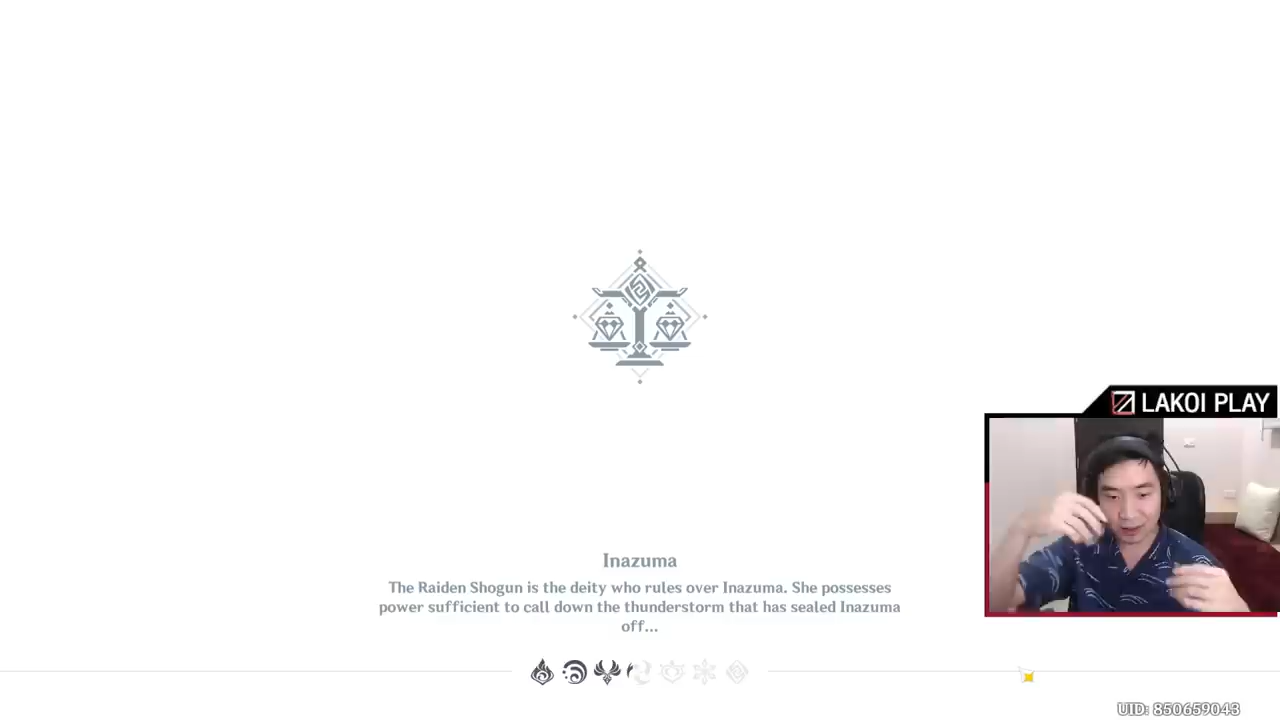 LAKOI PLAY
Inazuma
The Raiden Shogun is the deity who rules over Inazuma. She possesses
power sufficient to call down the thunderstorm that has sealed Inazuma
off...
UID: 850659043